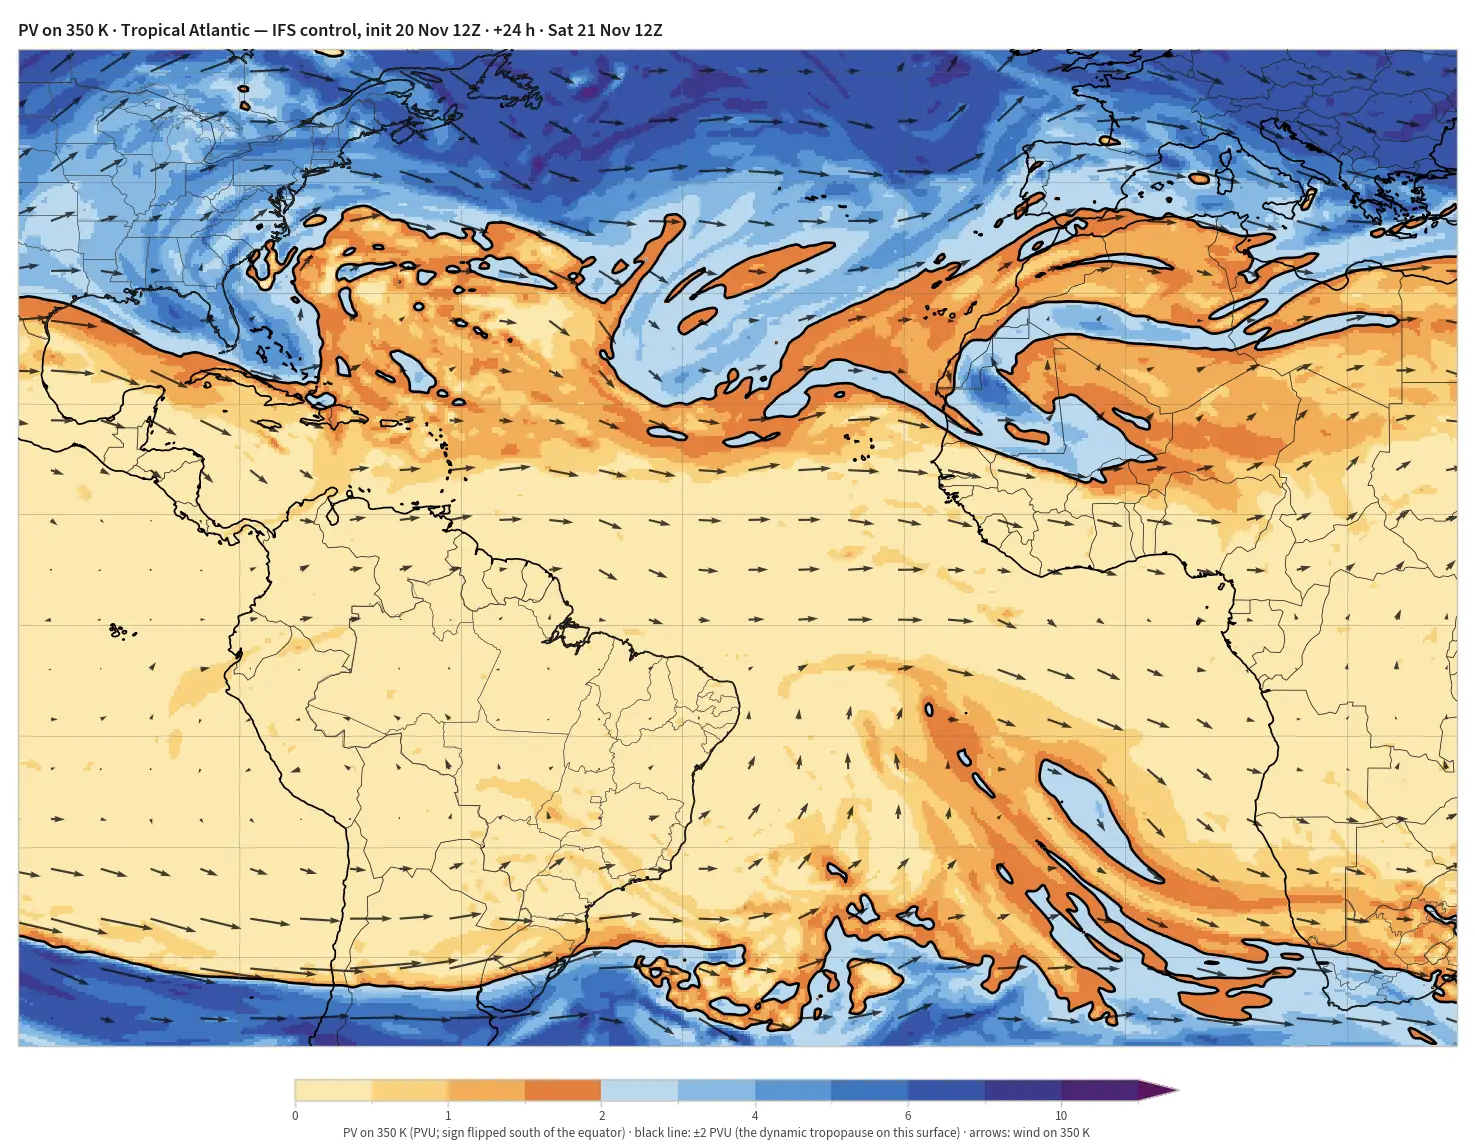 PV on 350 K · Tropical Atlantic — IFS control, init 20 Nov 12Z · +24 h · Sat 21 Nov 12Z
0 1 2 4 6 10
PV on 350 K (PVU; sign flipped south of the equator) · black line: ±2 PVU (the dynamic tropopause on this surface) · arrows: wind on 350 K